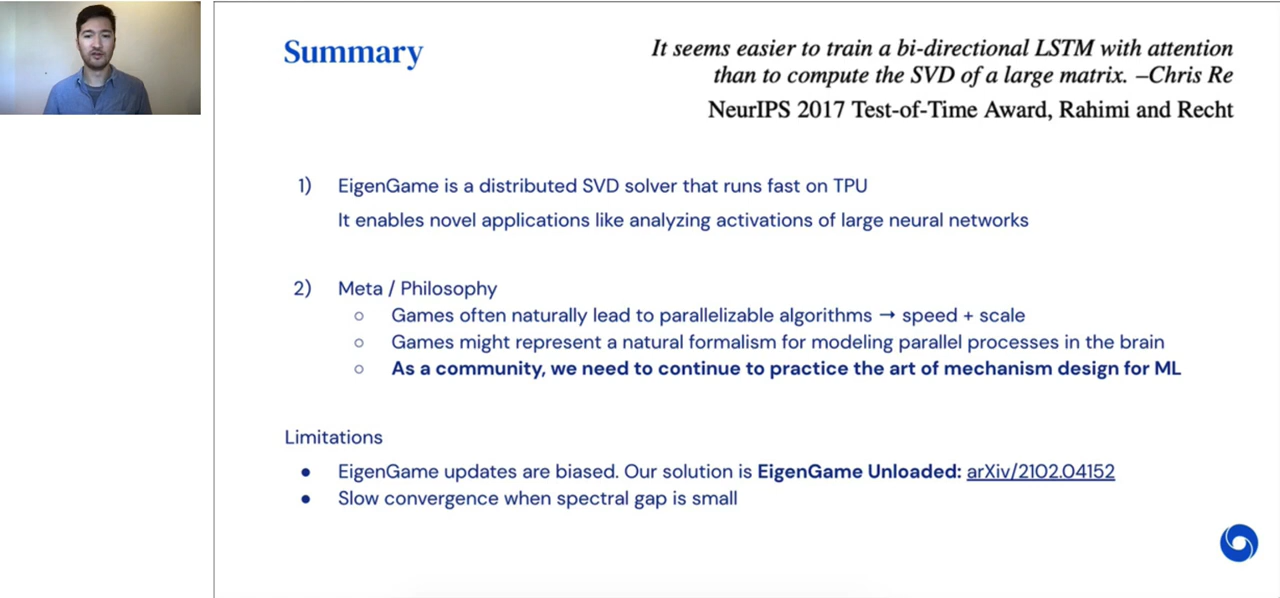 Summary
It seems easier to train a bi-directional LSTM with attention
than to compute the SVD of a large matrix. –Chris Re
NeurIPS 2017 Test-of-Time Award, Rahimi and Recht
1) EigenGame is a distributed SVD solver that runs fast on TPU
It enables novel applications like analyzing activations of large neural networks
2) Meta / Philosophy
○ Games often naturally lead to parallelizable algorithms → speed + scale
○ Games might represent a natural formalism for modeling parallel processes in the brain
○ As a community, we need to continue to practice the art of mechanism design for ML
Limitations
● EigenGame updates are biased. Our solution is EigenGame Unloaded: arXiv/2102.04152
● Slow convergence when spectral gap is small